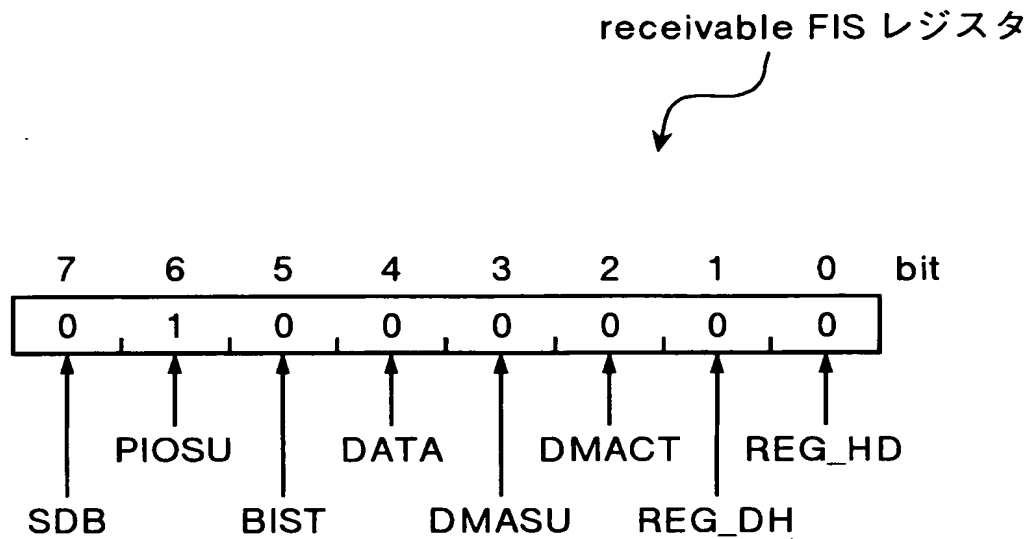 receivable FIS レジスタ
7 6 5 4 3 2 1 0 bit
0 1 0 0 0 0 0 0
PIOSU DATA DMACT REG_HD
SDB BIST DMASU REG_DH